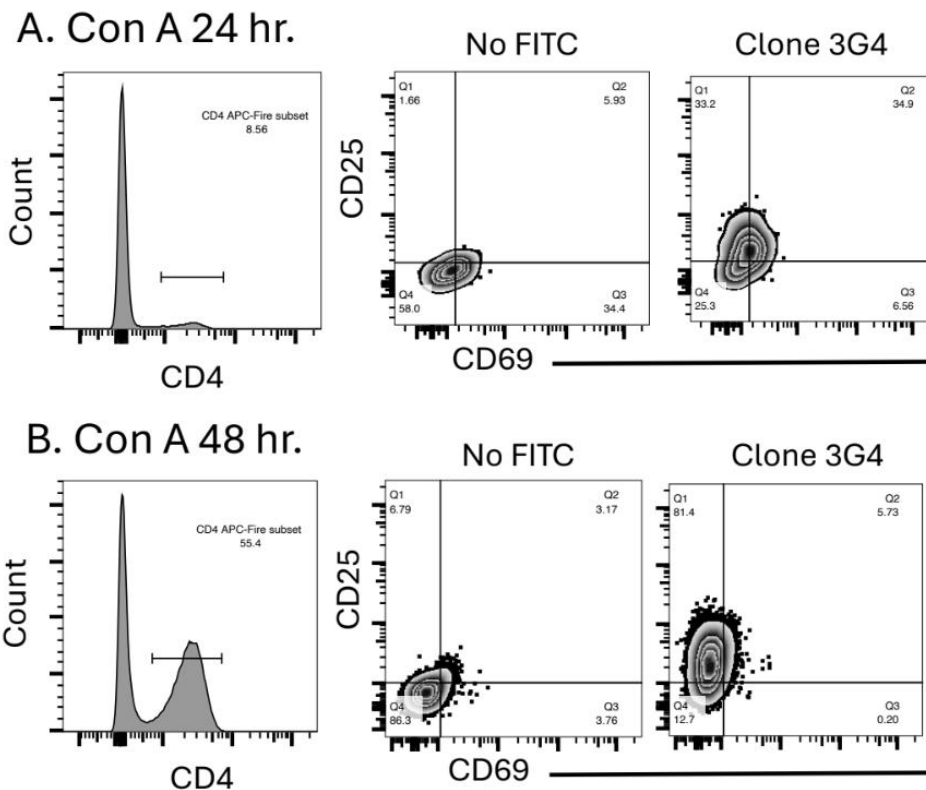 A. Con A 24 hr.
No FITC
Clone 3G4
Count
CD4 APC-Fire subset
8.56
CD4
CD25
Q1
1.66
Q2
5.93
Q4
58.0
Q3
34.4
Q1
33.2
Q2
34.9
Q4
25.3
Q3
6.56
CD69
B. Con A 48 hr.
No FITC
Clone 3G4
Count
CD4 APC-Fire subset
55.4
CD4
CD25
Q1
6.79
Q2
3.17
Q4
86.3
Q3
3.76
Q1
81.4
Q2
5.73
Q4
12.7
Q3
0.20
CD69